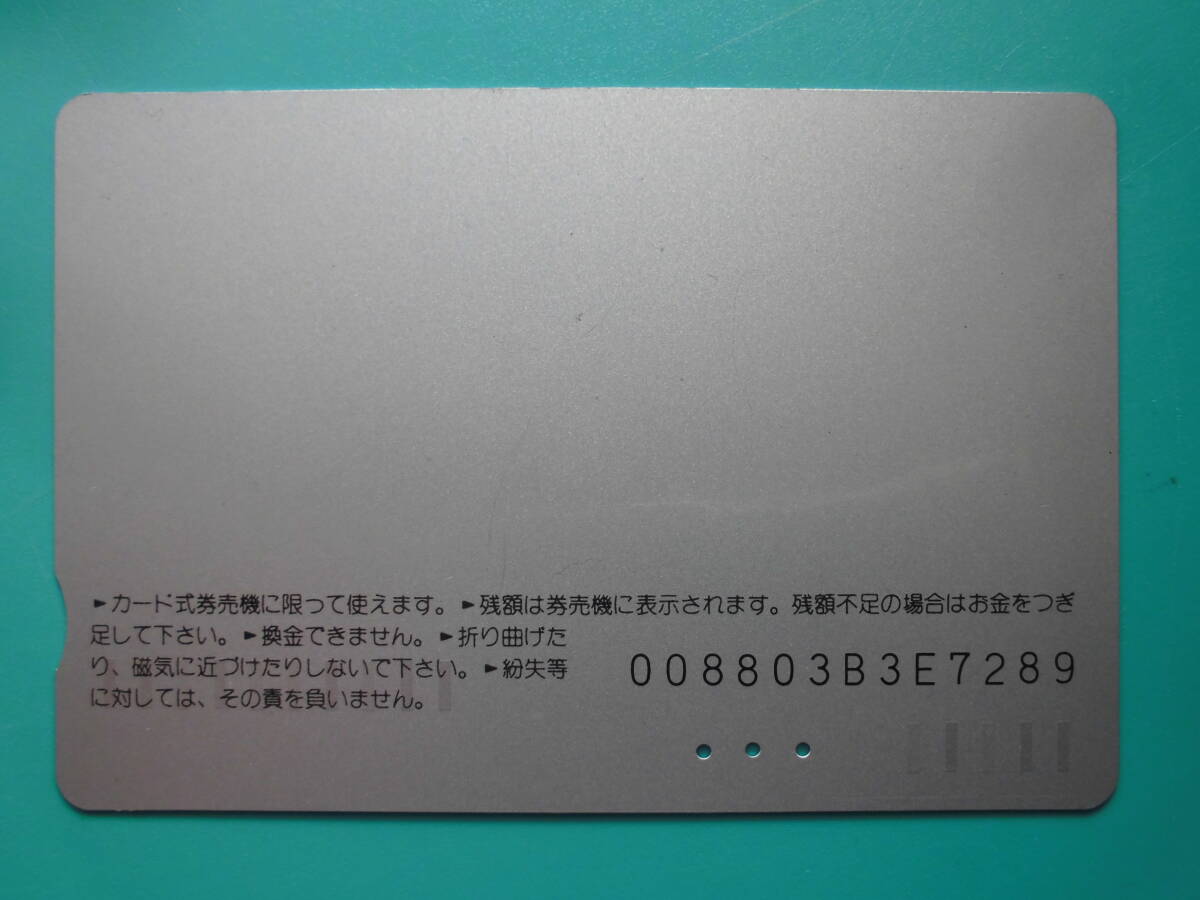 ►カード式券売機に限って使えます。►残額は券売機に表示されます。残額不足の場合はお金をつぎ
足して下さい。►換金できません。►折り曲げた
り、磁気に近づけたりしないで下さい。►紛失等
に対しては、その責を負いません。
008803B3E7289